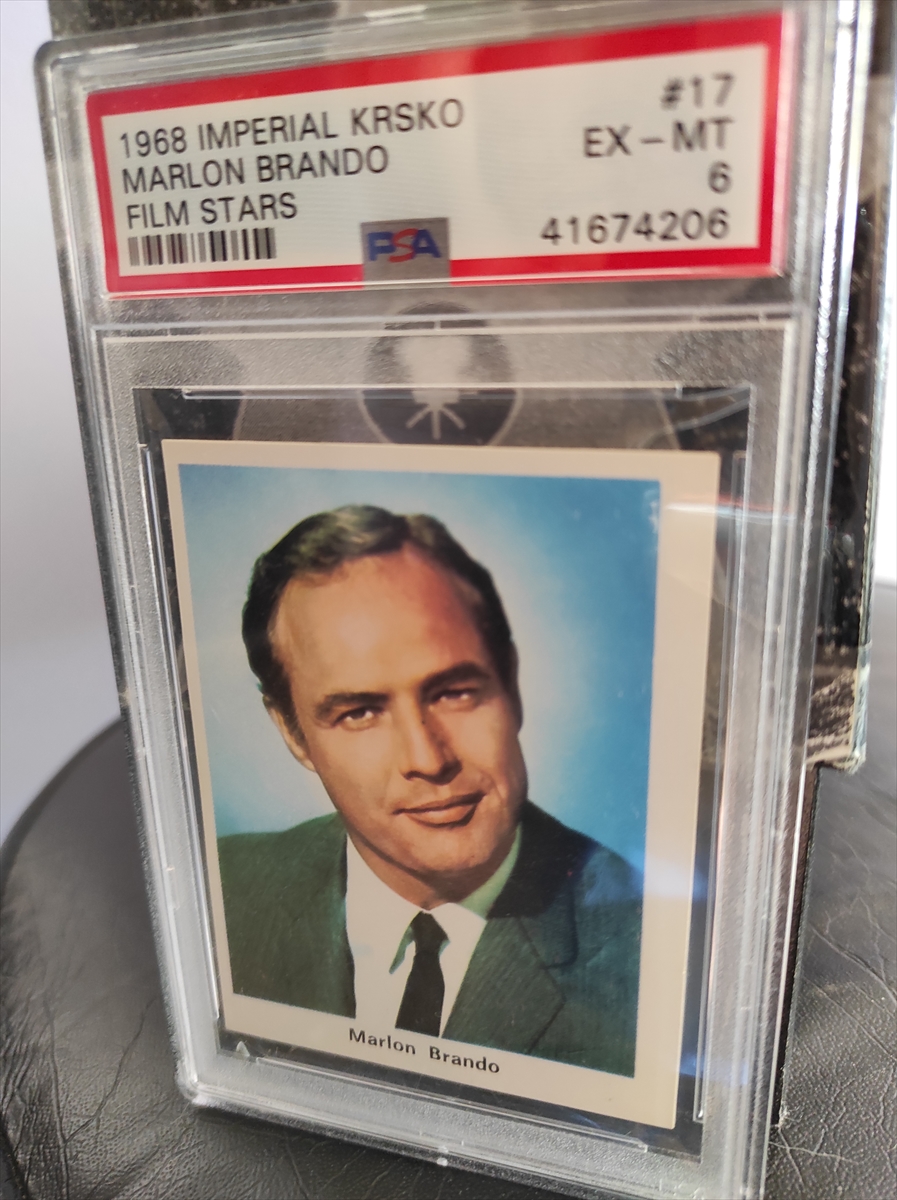 1968 IMPERIAL KRSKO
MARLON BRANDO
FILM STARS
#17
EX - MT
6
41674206
PSA
Marlon Brando